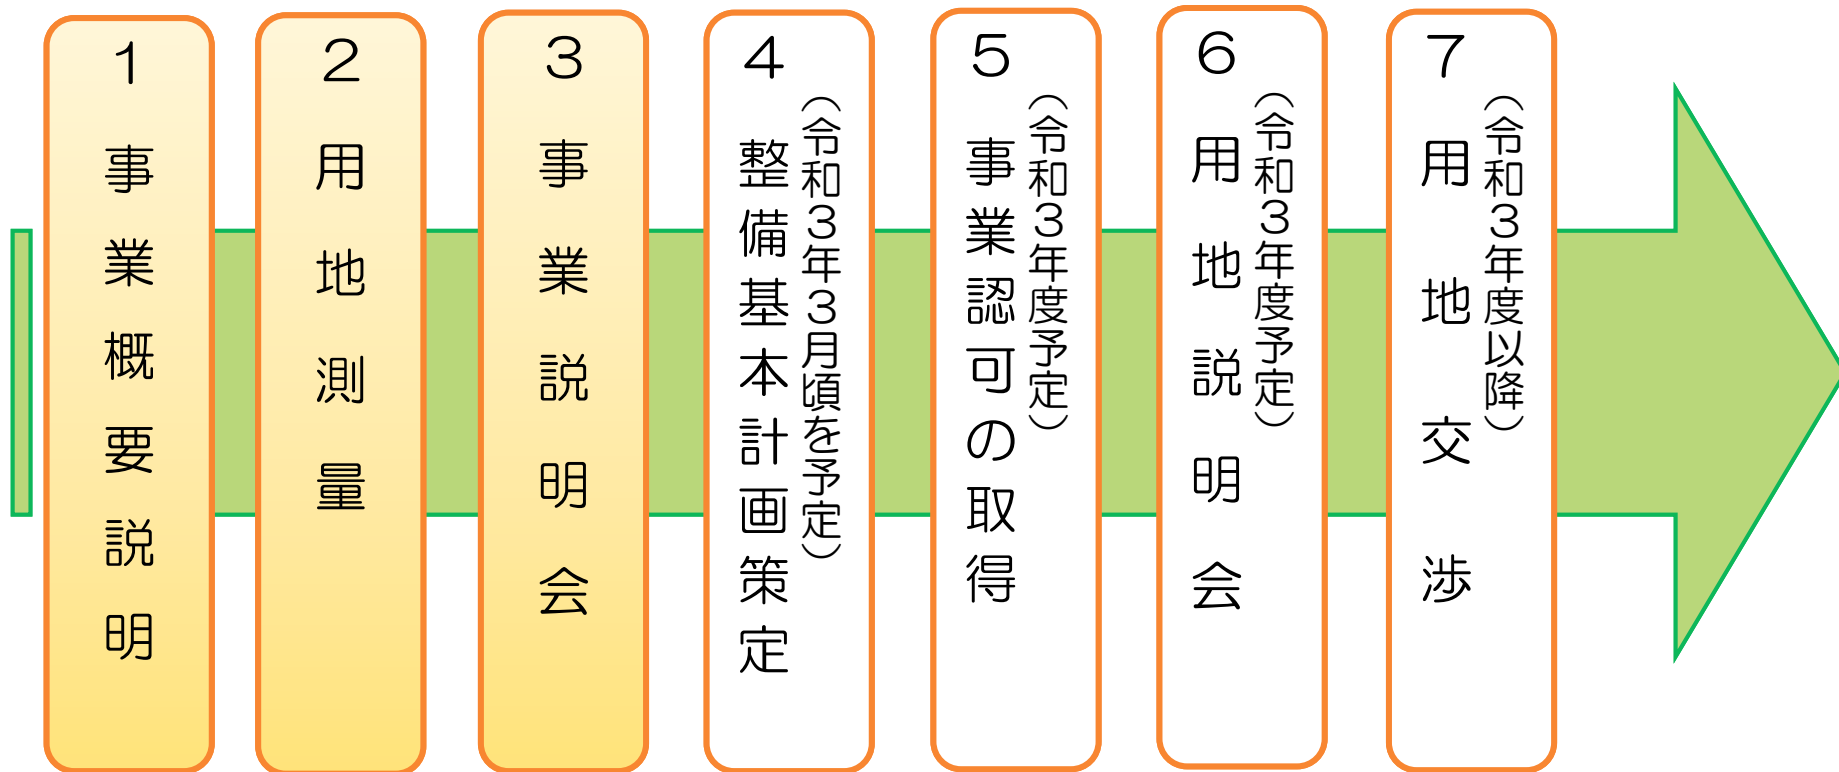 １ 事業概要説明
２ 用地測量
３ 事業説明会
４ 整備基本計画策定
（令和３年３月頃を予定）
５ 事業認可の取得
（令和３年度予定）
６ 用地説明会
（令和３年度予定）
７ 用地交渉
（令和３年度以降）